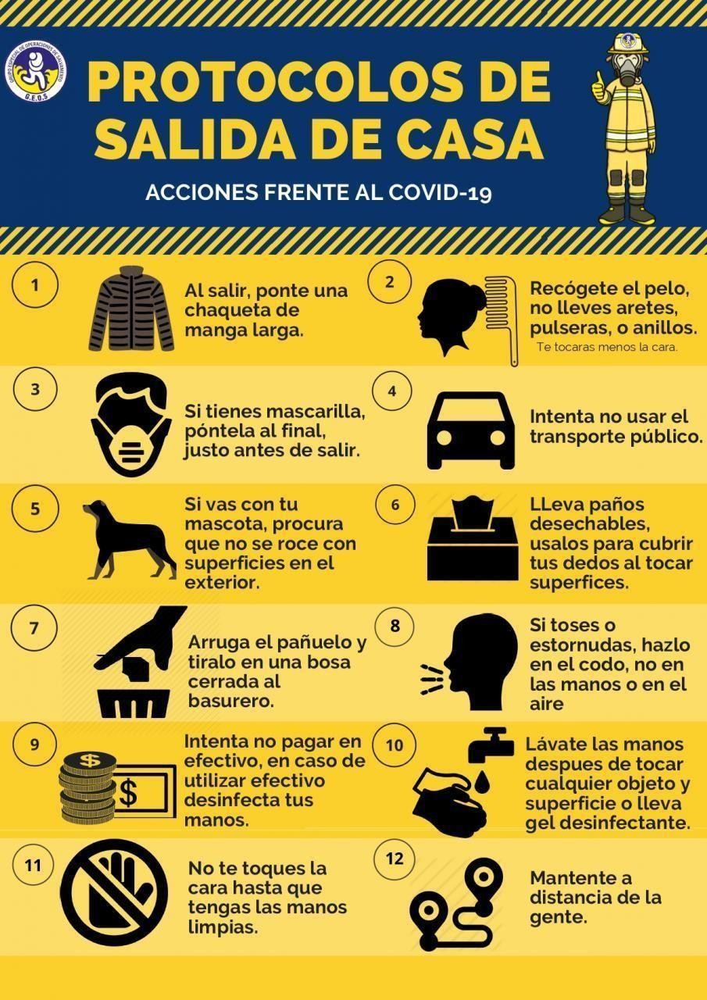 GRUPO ESPECIAL DE OPERACIONES DE SALVAMENTO
G.E.O.S
PROTOCOLOS DE
SALIDA DE CASA
ACCIONES FRENTE AL COVID-19
1
Al salir, ponte una
chaqueta de
manga larga.
2
Recógete el pelo,
no lleves aretes,
pulseras, o anillos.
Te tocaras menos la cara.
3
Si tienes mascarilla,
póntela al final,
justo antes de salir.
4
Intenta no usar el
transporte público.
5
Si vas con tu
mascota, procura
que no se roce con
superficies en el
exterior.
6
LLeva paños
desechables,
usalos para cubrir
tus dedos al tocar
superfices.
7
Arruga el pañuelo y
tiralo en una bosa
cerrada al
basurero.
8
Si toses o
estornudas, hazlo
en el codo, no en
las manos o en el
aire
9
$
$
Intenta no pagar en
efectivo, en caso de
utilizar efectivo
desinfecta tus
manos.
10
Lávate las manos
despues de tocar
cualquier objeto y
superficie o lleva
gel desinfectante.
11
No te toques la
cara hasta que
tengas las manos
limpias.
12
Mantente a
distancia de la
gente.